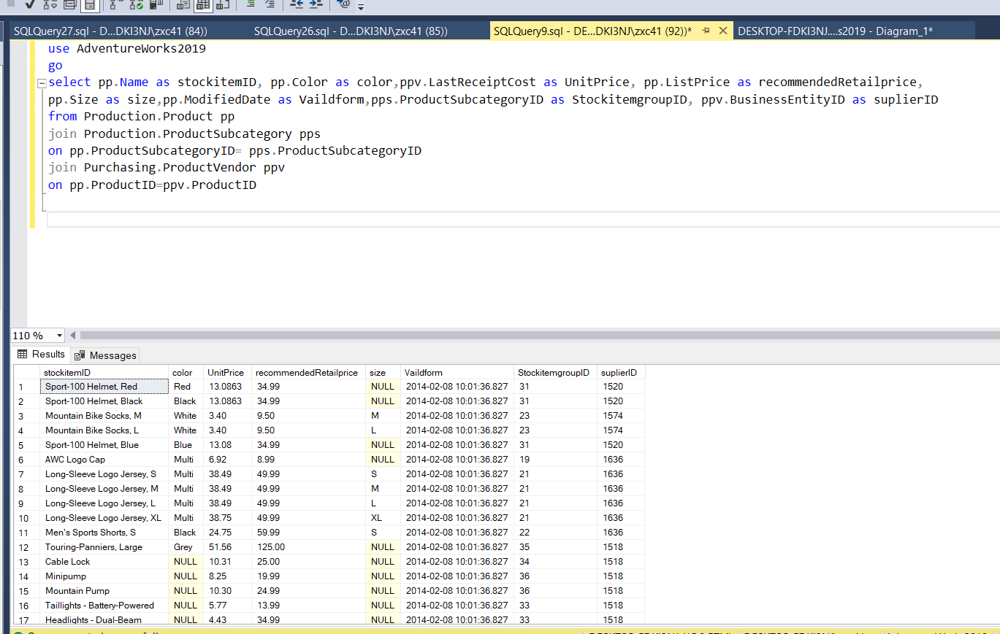 SQLQuery27.sql - D...DKI3NJ\zxc41 (84)) SQLQuery26.sql - D...DKI3NJ\zxc41 (85)) SQLQuery9.sql - DE...DKI3NJ\zxc41 (92))* DESKTOP-FDKI3NJ....s2019 - Diagram_1*
use AdventureWorks2019
go
select pp.Name as stockitemID, pp.Color as color,ppv.LastReceiptCost as UnitPrice, pp.ListPrice as recommendedRetailprice,
pp.Size as size,pp.ModifiedDate as Vaildform,pps.ProductSubcategoryID as StockitemgroupID, ppv.BusinessEntityID as suplierID
from Production.Product pp
join Production.ProductSubcategory pps
on pp.ProductSubcategoryID= pps.ProductSubcategoryID
join Purchasing.ProductVendor ppv
on pp.ProductID=ppv.ProductID
110 %
Results Messages
stockitemID color UnitPrice recommendedRetailprice size Vaildform StockitemgroupID suplierID
1 Sport-100 Helmet, Red Red 13.0863 34.99 NULL 2014-02-08 10:01:36.827 31 1520
2 Sport-100 Helmet, Black Black 13.0863 34.99 NULL 2014-02-08 10:01:36.827 31 1520
3 Mountain Bike Socks, M White 3.40 9.50 M 2014-02-08 10:01:36.827 23 1574
4 Mountain Bike Socks, L White 3.40 9.50 L 2014-02-08 10:01:36.827 23 1574
5 Sport-100 Helmet, Blue Blue 13.08 34.99 NULL 2014-02-08 10:01:36.827 31 1520
6 AWC Logo Cap Multi 6.92 8.99 NULL 2014-02-08 10:01:36.827 19 1636
7 Long-Sleeve Logo Jersey, S Multi 38.49 49.99 S 2014-02-08 10:01:36.827 21 1636
8 Long-Sleeve Logo Jersey, M Multi 38.49 49.99 M 2014-02-08 10:01:36.827 21 1636
9 Long-Sleeve Logo Jersey, L Multi 38.49 49.99 L 2014-02-08 10:01:36.827 21 1636
10 Long-Sleeve Logo Jersey, XL Multi 38.75 49.99 XL 2014-02-08 10:01:36.827 21 1636
11 Men's Sports Shorts, S Black 24.75 59.99 S 2014-02-08 10:01:36.827 22 1636
12 Touring-Panniers, Large Grey 51.56 125.00 NULL 2014-02-08 10:01:36.827 35 1518
13 Cable Lock NULL 10.31 25.00 NULL 2014-02-08 10:01:36.827 34 1518
14 Minipump NULL 8.25 19.99 NULL 2014-02-08 10:01:36.827 36 1518
15 Mountain Pump NULL 10.30 24.99 NULL 2014-02-08 10:01:36.827 36 1518
16 Taillights - Battery-Powered NULL 5.77 13.99 NULL 2014-02-08 10:01:36.827 33 1518
17 Headlights - Dual-Beam NULL 4.43 34.99 NULL 2014-02-08 10:01:36.827 33 1518